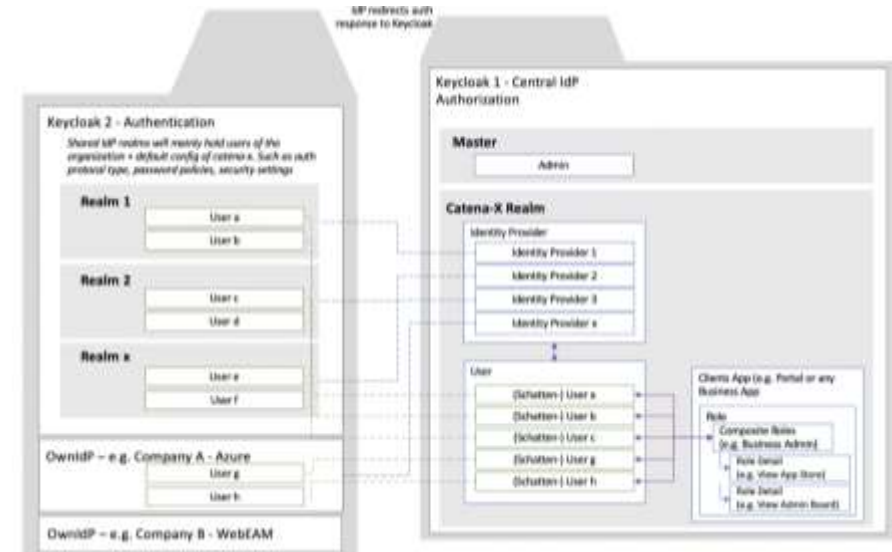 IdP redirects auth
response to Keycloak
Keycloak 2 - Authentication
Shared IdP realms will mainly hold users of the
organization + default config of catena-x. Such as auth
protocol type, password policies, security settings
Realm 1
User a
User b
Realm 2
User c
User d
Realm x
User e
User f
OwnIdP – e.g. Company A - Azure
User g
User h
OwnIdP – e.g. Company B - WebEAM
Keycloak 1 - Central IdP
Authorization
Master
Admin
Catena-X Realm
Identity Provider
Identity Provider 1
Identity Provider 2
Identity Provider 3
Identity Provider x
User
(Schatten-) User a
(Schatten-) User b
(Schatten-) User c
(Schatten-) User g
(Schatten-) User h
Clients App (e.g. Portal or any
Business App
Role
Composite Roles
(e.g. Business Admin)
Role Detail
(e.g. View App Store)
Role Detail
(e.g. View Admin Board)